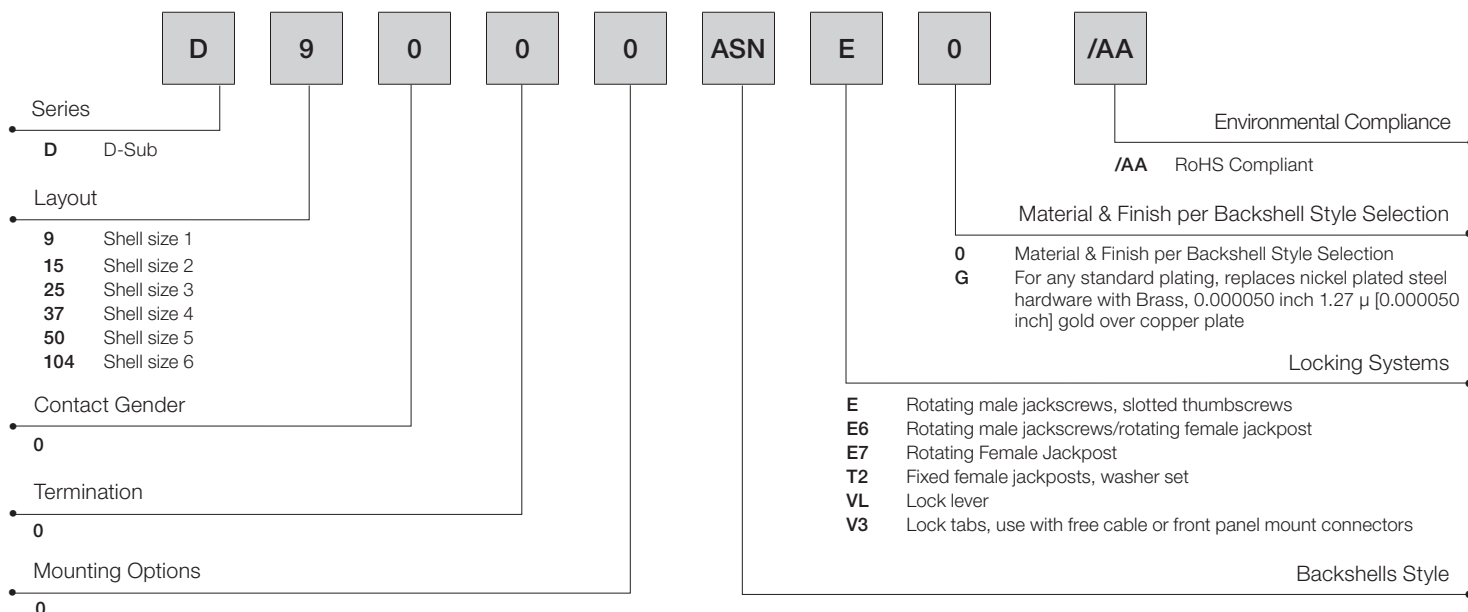 D 9 0 0 0 ASN E 0 /AA
Series
D D-Sub
Layout
9 Shell size 1
15 Shell size 2
25 Shell size 3
37 Shell size 4
50 Shell size 5
104 Shell size 6
Contact Gender
0
Termination
0
Mounting Options
0
Environmental Compliance
/AA RoHS Compliant
Material & Finish per Backshell Style Selection
0 Material & Finish per Backshell Style Selection
G For any standard plating, replaces nickel plated steel
hardware with Brass, 0.000050 inch 1.27 µ [0.000050
inch] gold over copper plate
Locking Systems
E Rotating male jackscrews, slotted thumbscrews
E6 Rotating male jackscrews/rotating female jackpost
E7 Rotating Female Jackpost
T2 Fixed female jackposts, washer set
VL Lock lever
V3 Lock tabs, use with free cable or front panel mount connectors
Backshells Style